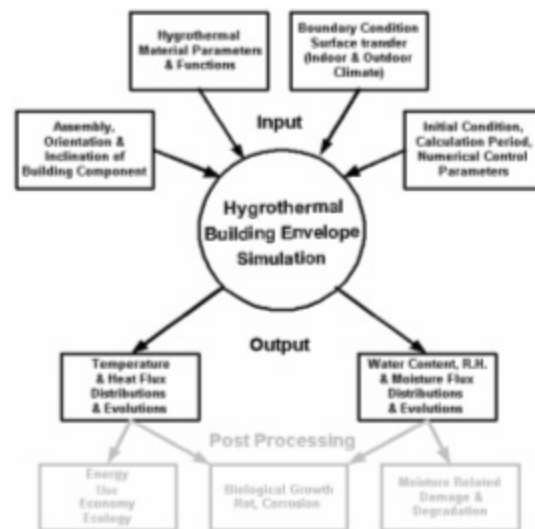 Hygrothermal
Material Parameters
& Functions
Boundary Condition
Surface transfer
(Indoor & Outdoor
Climate)
Input
Assembly,
Orientation &
Inclination of
Building Component
Initial Condition,
Calculation Period,
Numerical Control
Parameters
Hygrothermal
Building Envelope
Simulation
Output
Temperature
& Heat Flux
Distributions
& Evolutions
Water Content, R.H.
& Moisture Flux
Distributions
& Evolutions
Post Processing
Energy
Use
Economy
Ecology
Biological Growth
Rot, Corrosion
Moisture Related
Damage &
Degradation